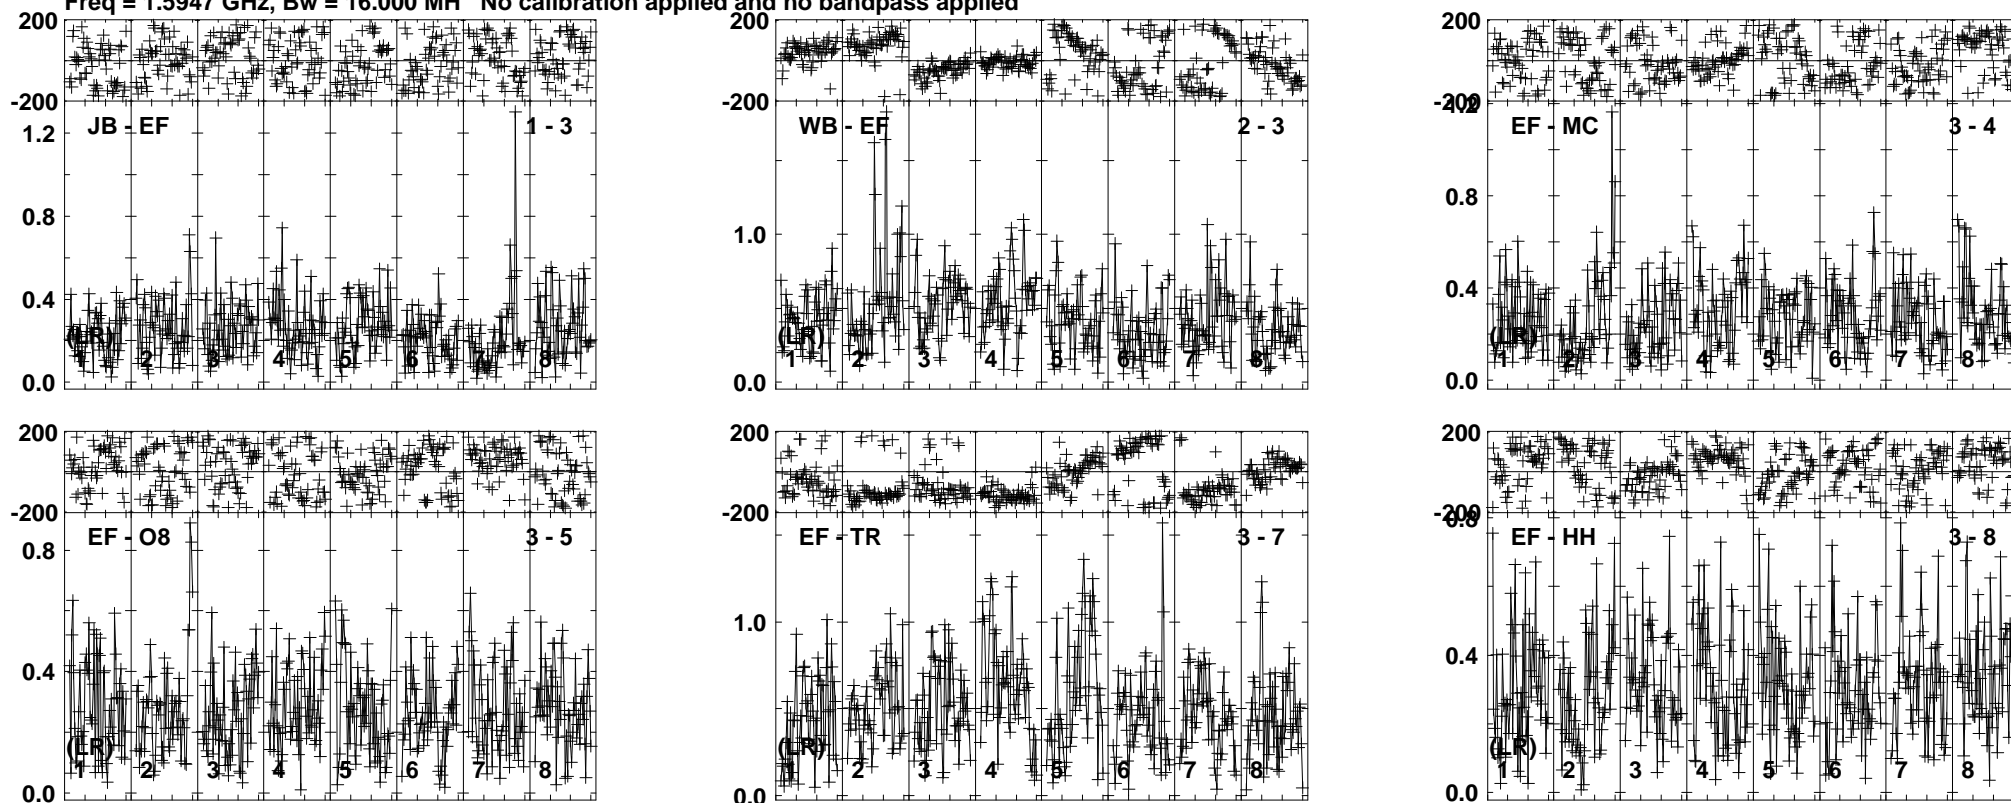 Freq = 1.5947 GHz, Bw = 16.000 MH No calibration applied and no bandpass applied
200
-200
JB - EF
1 - 3
1.2
0.8
0.4
0.0
(LR)
1 2 3 4 5 6 7 8
200
-200
WB - EF
2 - 3
1.0
0.0
(LR)
1 2 3 4 5 6 7 8
200
-200
1.2
EF - MC
3 - 4
0.8
0.4
0.0
(LR)
1 2 3 4 5 6 7 8
200
-200
EF - O8
3 - 5
0.8
0.4
0.0
(LR)
1 2 3 4 5 6 7 8
200
-200
EF - TR
3 - 7
1.0
0.0
(LR)
1 2 3 4 5 6 7 8
200
-200
0.8
EF - HH
3 - 8
0.4
0.0
(LR)
1 2 3 4 5 6 7 8